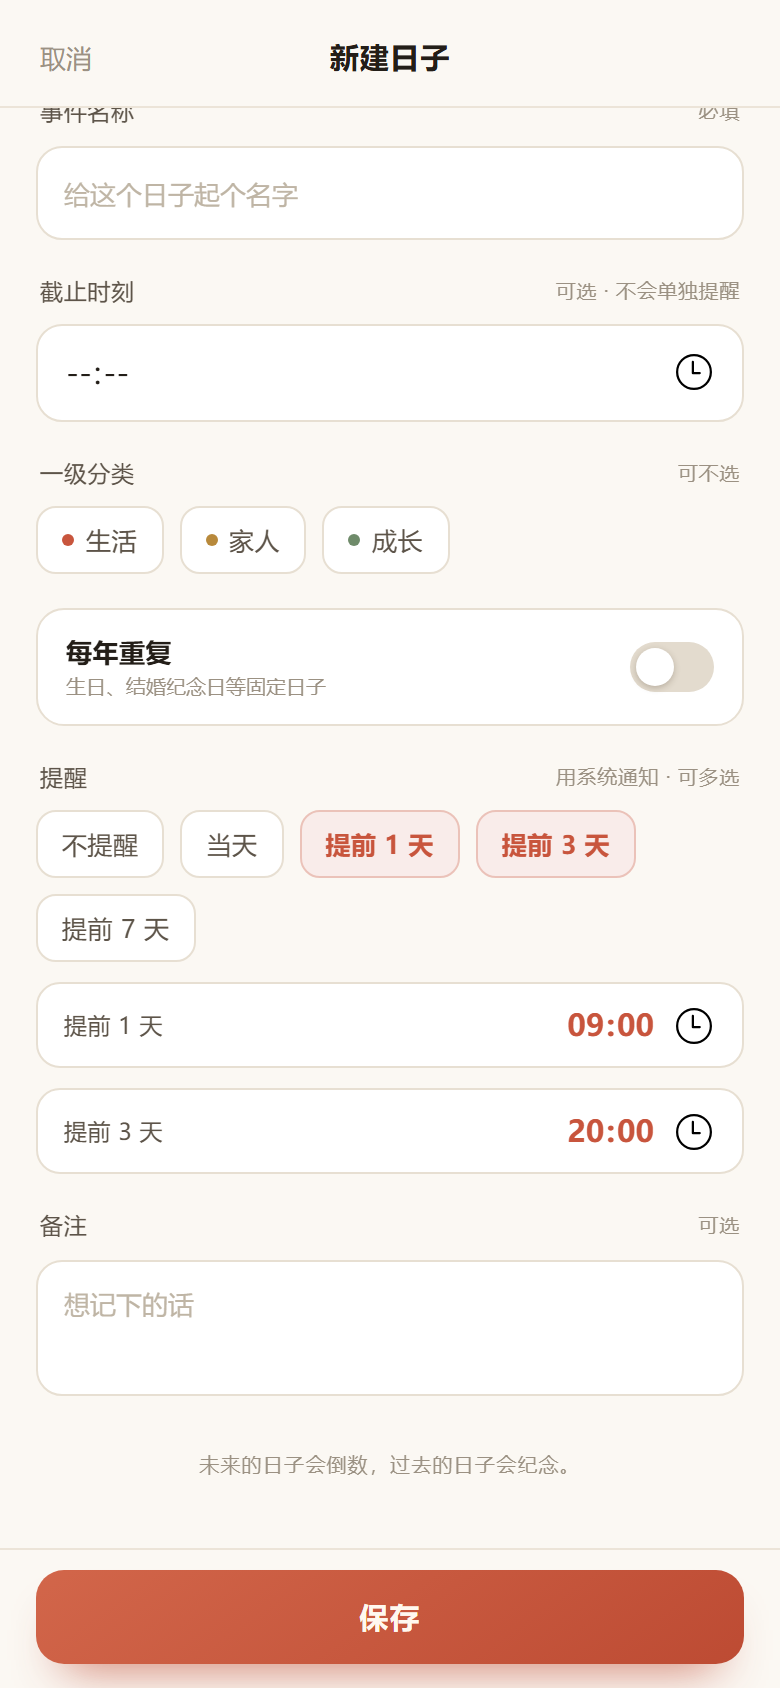 取消
新建日子
事件名称
必填
给这个日子起个名字
截止时刻
可选 · 不会单独提醒
--:--
一级分类
可不选
生活
家人
成长
每年重复
生日、结婚纪念日等固定日子
提醒
用系统通知 · 可多选
不提醒
当天
提前 1 天
提前 3 天
提前 7 天
提前 1 天
09:00
提前 3 天
20:00
备注
可选
想记下的话
未来的日子会倒数，过去的日子会纪念。
保存